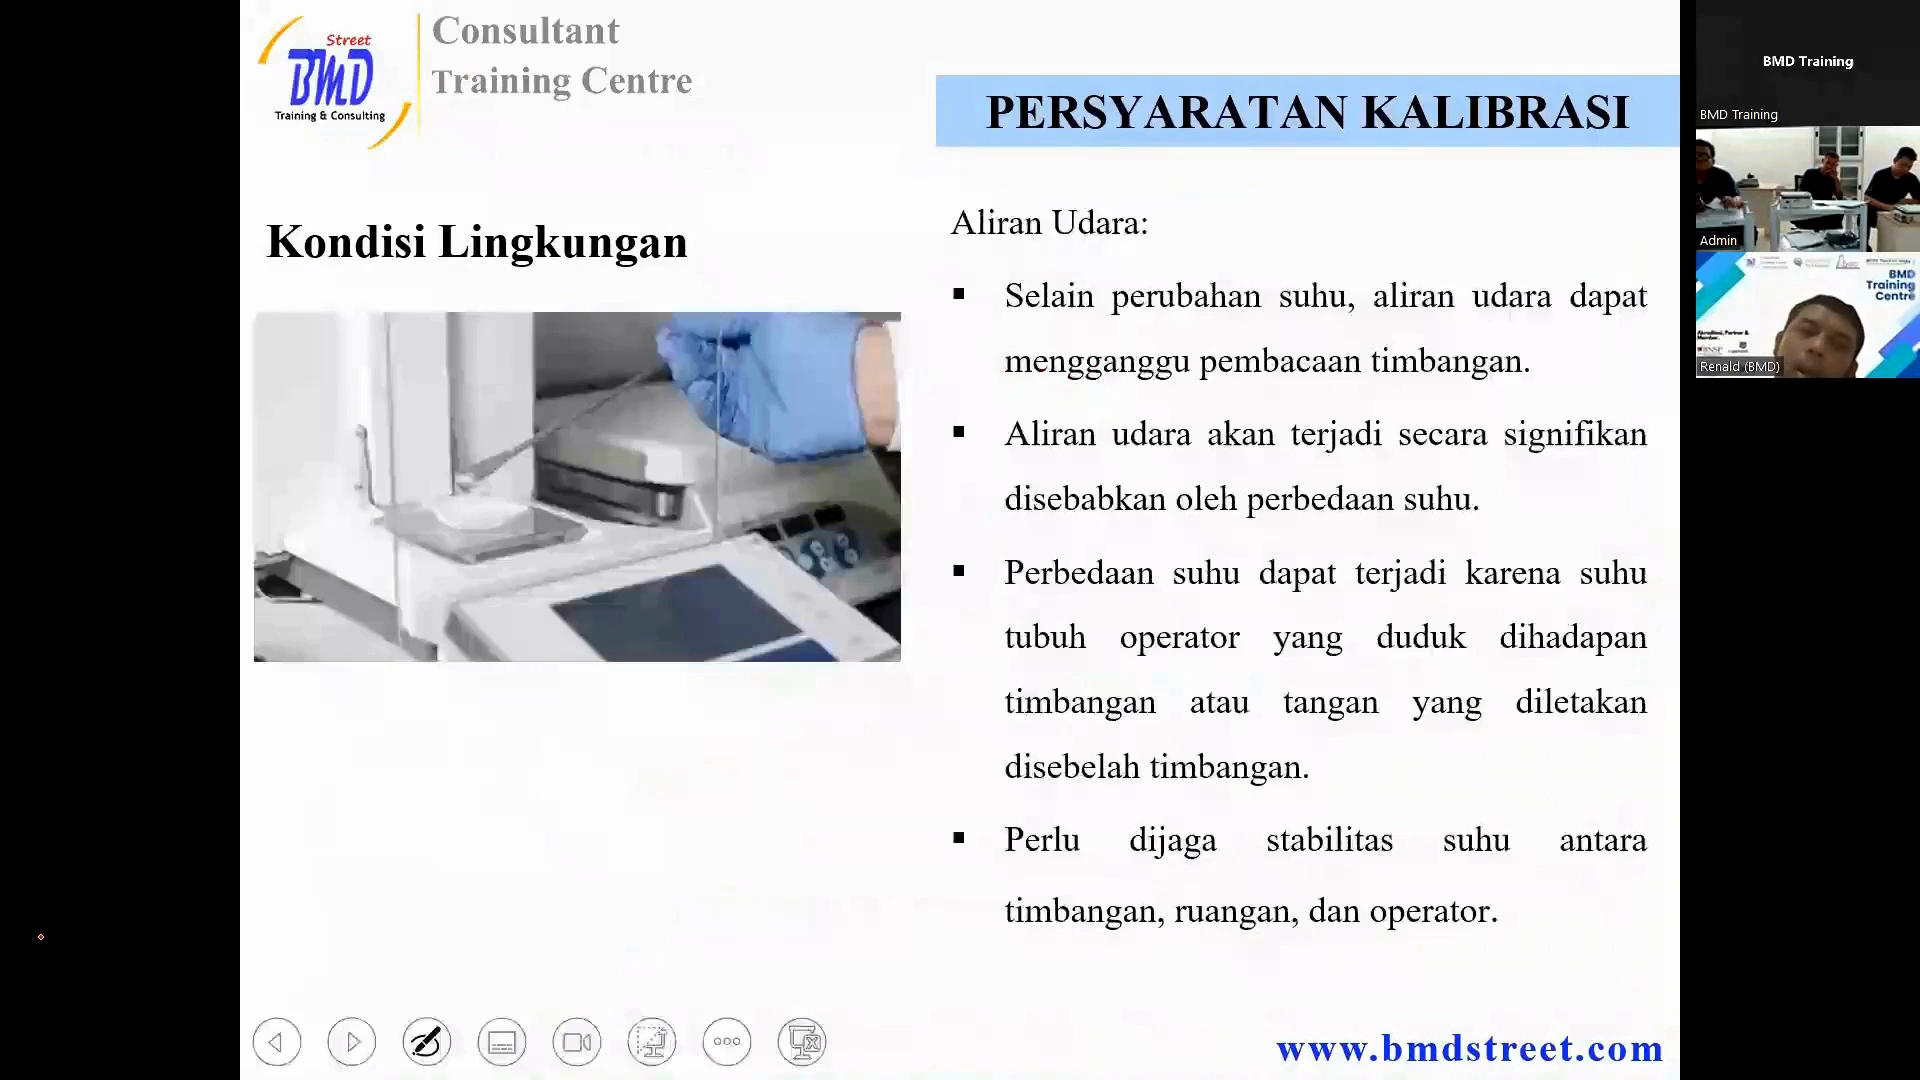 Street
BMD
Training & Consulting
Consultant
Training Centre
PERSYARATAN KALIBRASI
Kondisi Lingkungan
Aliran Udara:
▪ Selain perubahan suhu, aliran udara dapat
mengganggu pembacaan timbangan.
▪ Aliran udara akan terjadi secara signifikan
disebabkan oleh perbedaan suhu.
▪ Perbedaan suhu dapat terjadi karena suhu
tubuh operator yang duduk dihadapan
timbangan atau tangan yang diletakan
disebelah timbangan.
▪ Perlu dijaga stabilitas suhu antara
timbangan, ruangan, dan operator.
www.bmdstreet.com
BMD Training
BMD Training
Admin
BMD
Training
Centre
Renald (BMD)